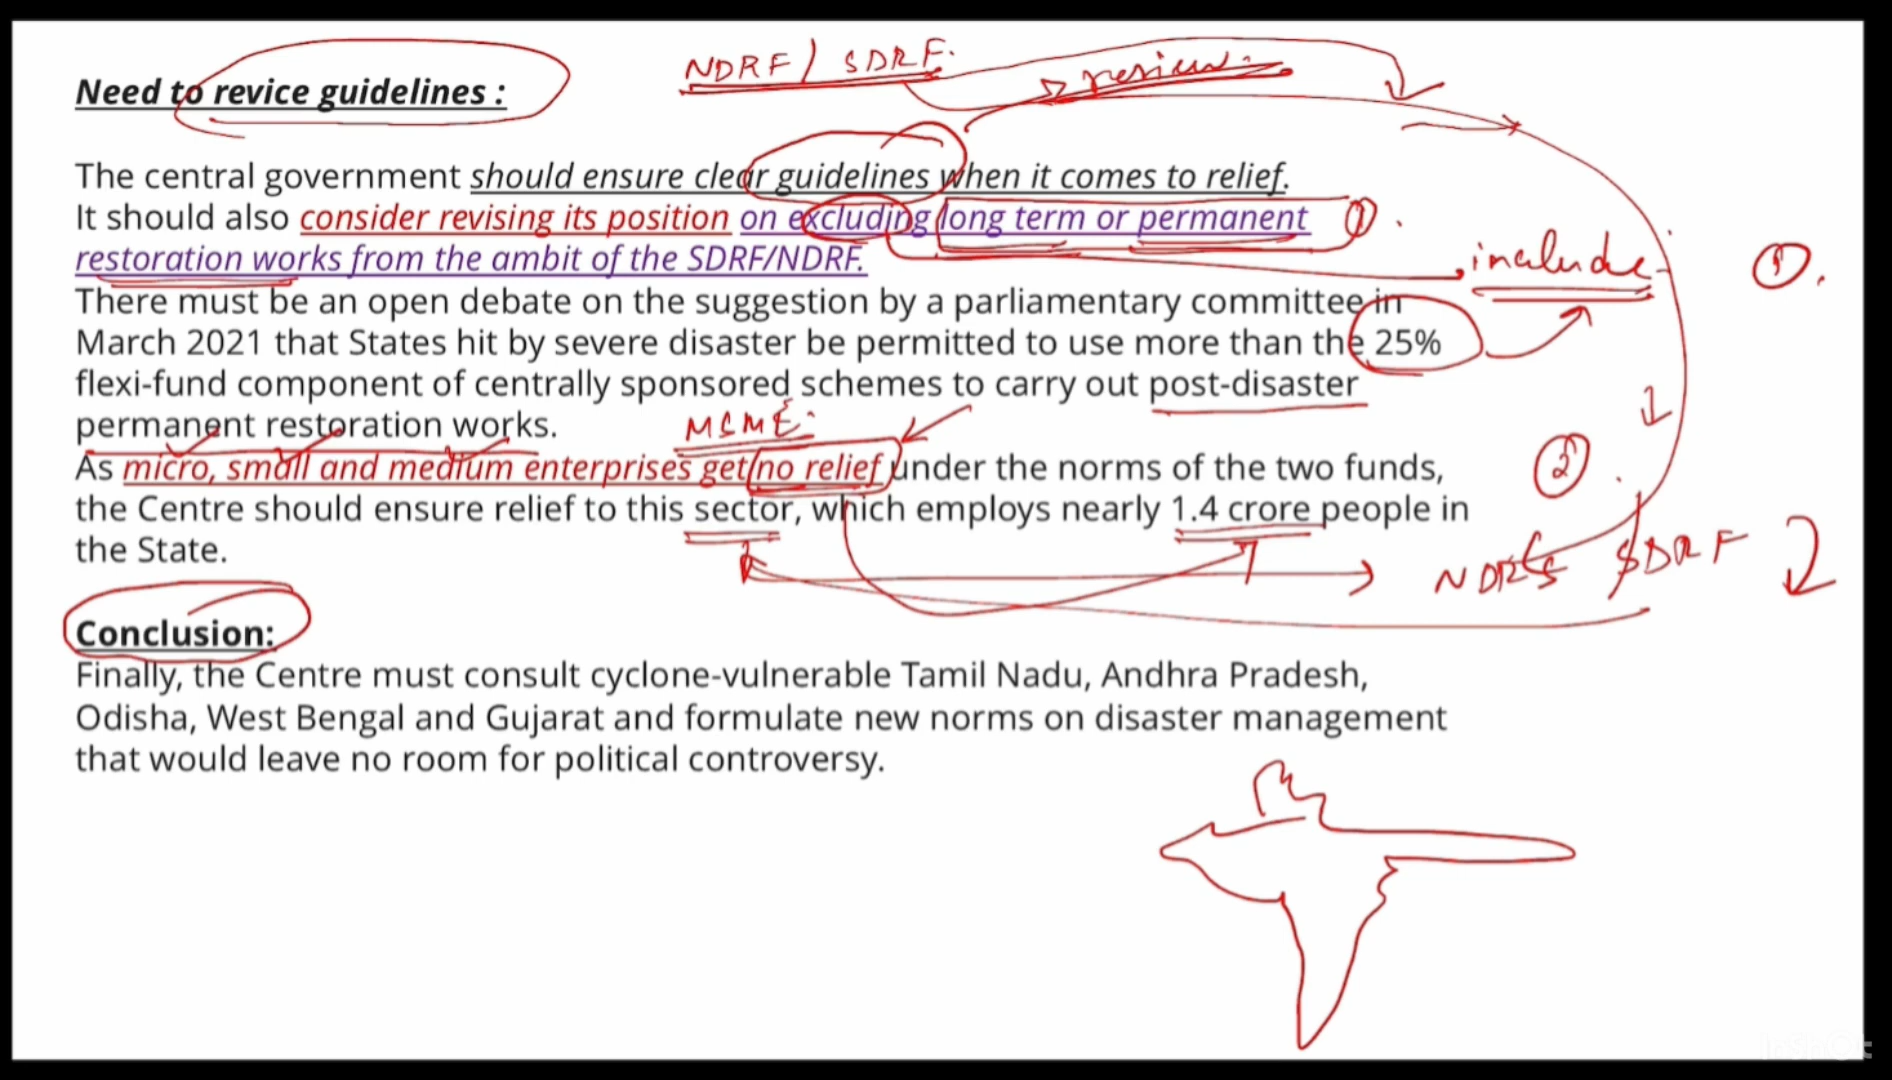 NDRF / SDRF.
review.
Need to revice guidelines :
The central government should ensure clear guidelines when it comes to relief.
It should also consider revising its position on excluding long term or permanent
1.
restoration works from the ambit of the SDRF/NDRF.
include
1.
There must be an open debate on the suggestion by a parliamentary committee in
March 2021 that States hit by severe disaster be permitted to use more than the 25%
flexi-fund component of centrally sponsored schemes to carry out post-disaster
permanent restoration works.
MSME
As micro, small and medium enterprises get no relief under the norms of the two funds,
2.
the Centre should ensure relief to this sector, which employs nearly 1.4 crore people in
the State.
SDRF
Conclusion:
Finally, the Centre must consult cyclone-vulnerable Tamil Nadu, Andhra Pradesh,
Odisha, West Bengal and Gujarat and formulate new norms on disaster management
that would leave no room for political controversy.